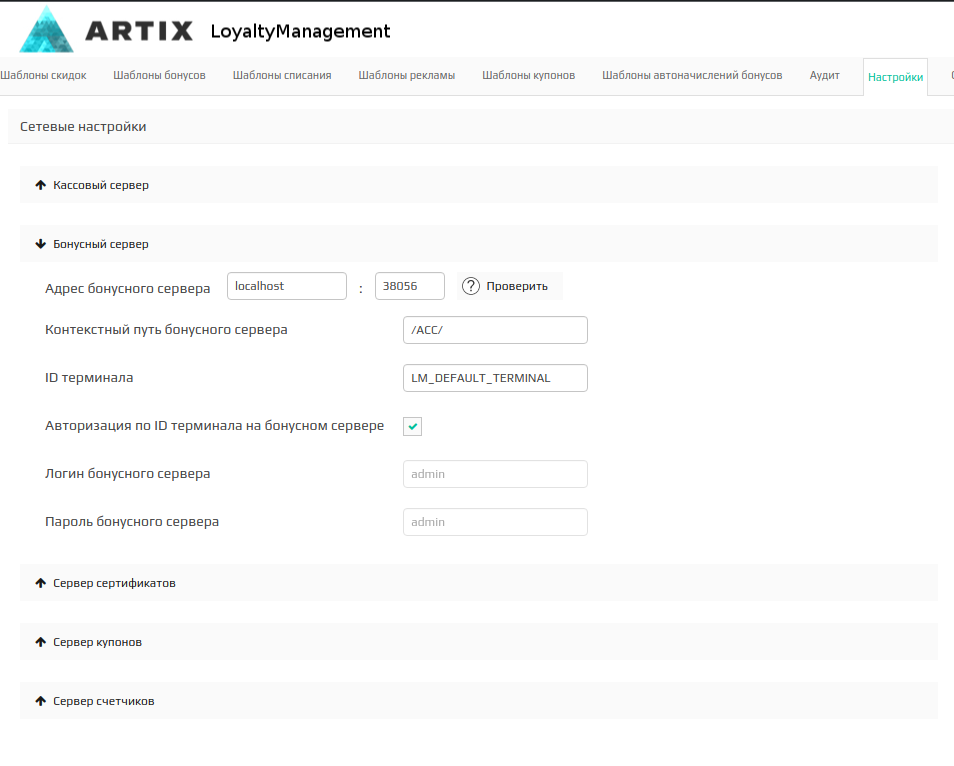 ARTIX LoyaltyManagement
Шаблоны скидок Шаблоны бонусов Шаблоны списания Шаблоны рекламы Шаблоны купонов Шаблоны автоначислений бонусов Аудит Настройки
Сетевые настройки
Кассовый сервер
Бонусный сервер
Адрес бонусного сервера localhost : 38056 ? Проверить
Контекстный путь бонусного сервера /ACC/
ID терминала LM_DEFAULT_TERMINAL
Авторизация по ID терминала на бонусном сервере
Логин бонусного сервера admin
Пароль бонусного сервера admin
Сервер сертификатов
Сервер купонов
Сервер счетчиков